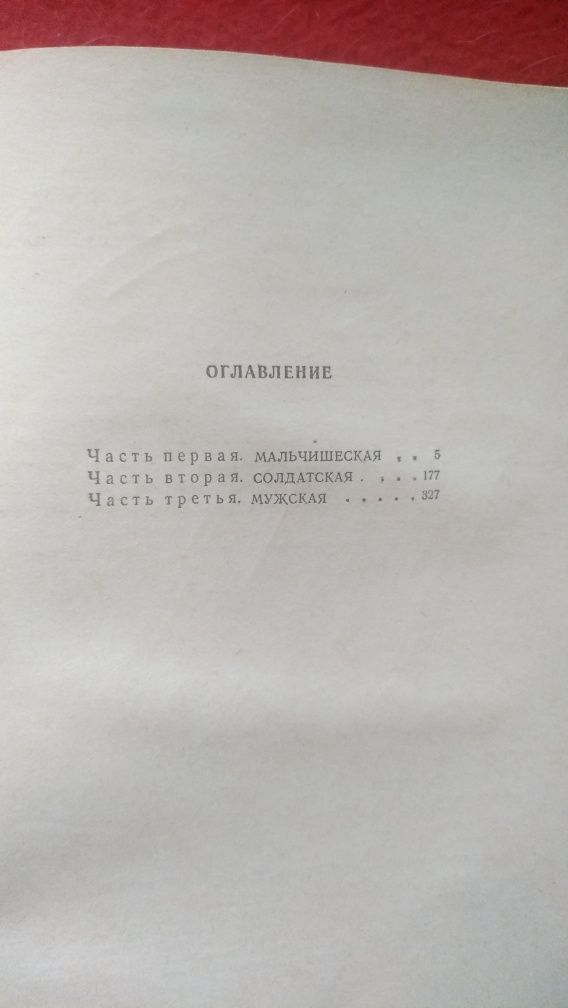 ОГЛАВЛЕНИЕ
Часть первая. МАЛЬЧИШЕСКАЯ . . 5
Часть вторая. СОЛДАТСКАЯ . . . . 177
Часть третья. МУЖСКАЯ . . . . . 327